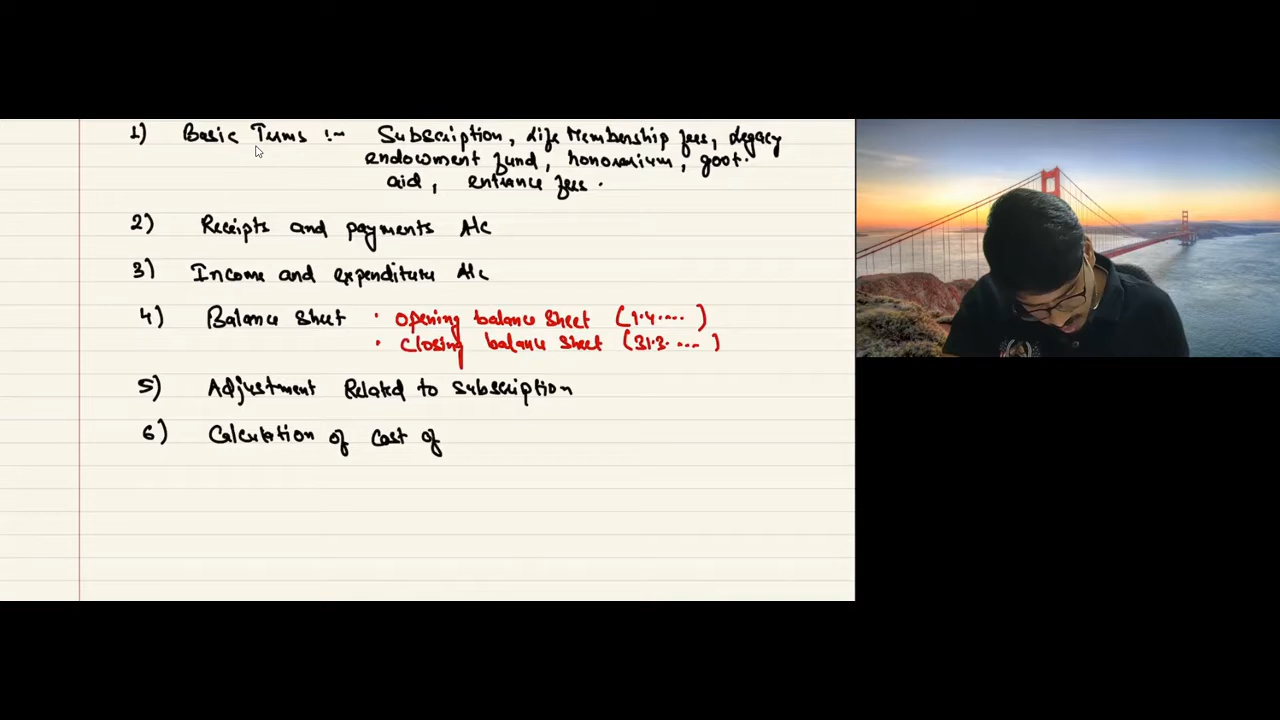 1) Basic Terms :- Subscription, Life Membership fees, Legacy
endowment fund, honorarium, govt.
aid, entrance fees.
2) Receipts and payments A/c
3) Income and expenditure A/c
4) Balance Sheet • opening balance sheet (1.4.... )
• closing balance sheet (31.3.... )
5) Adjustment Related to Subscription
6) Calculation of Cost of